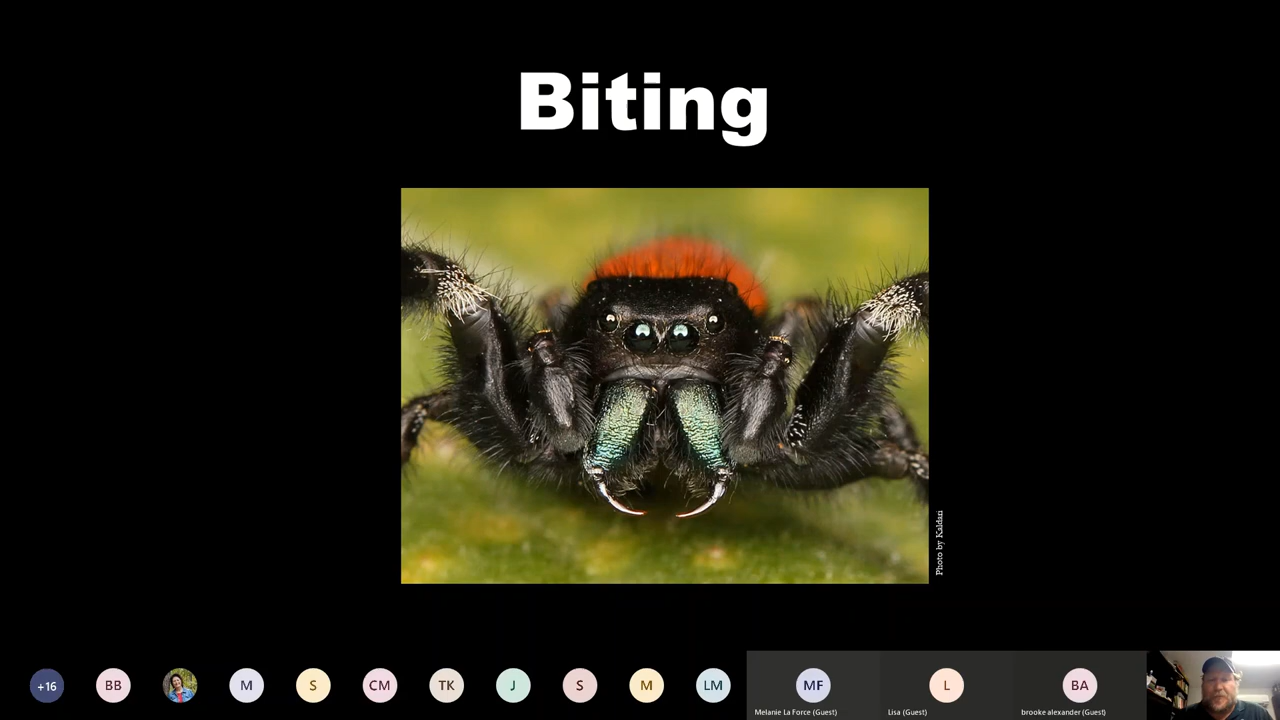 Biting
Photo by Kaldari
+16
BB
M
S
CM
TK
J
S
M
LM
MF
L
BA
Melanie La Force (Guest)
Lisa (Guest)
brooke alexander (Guest)